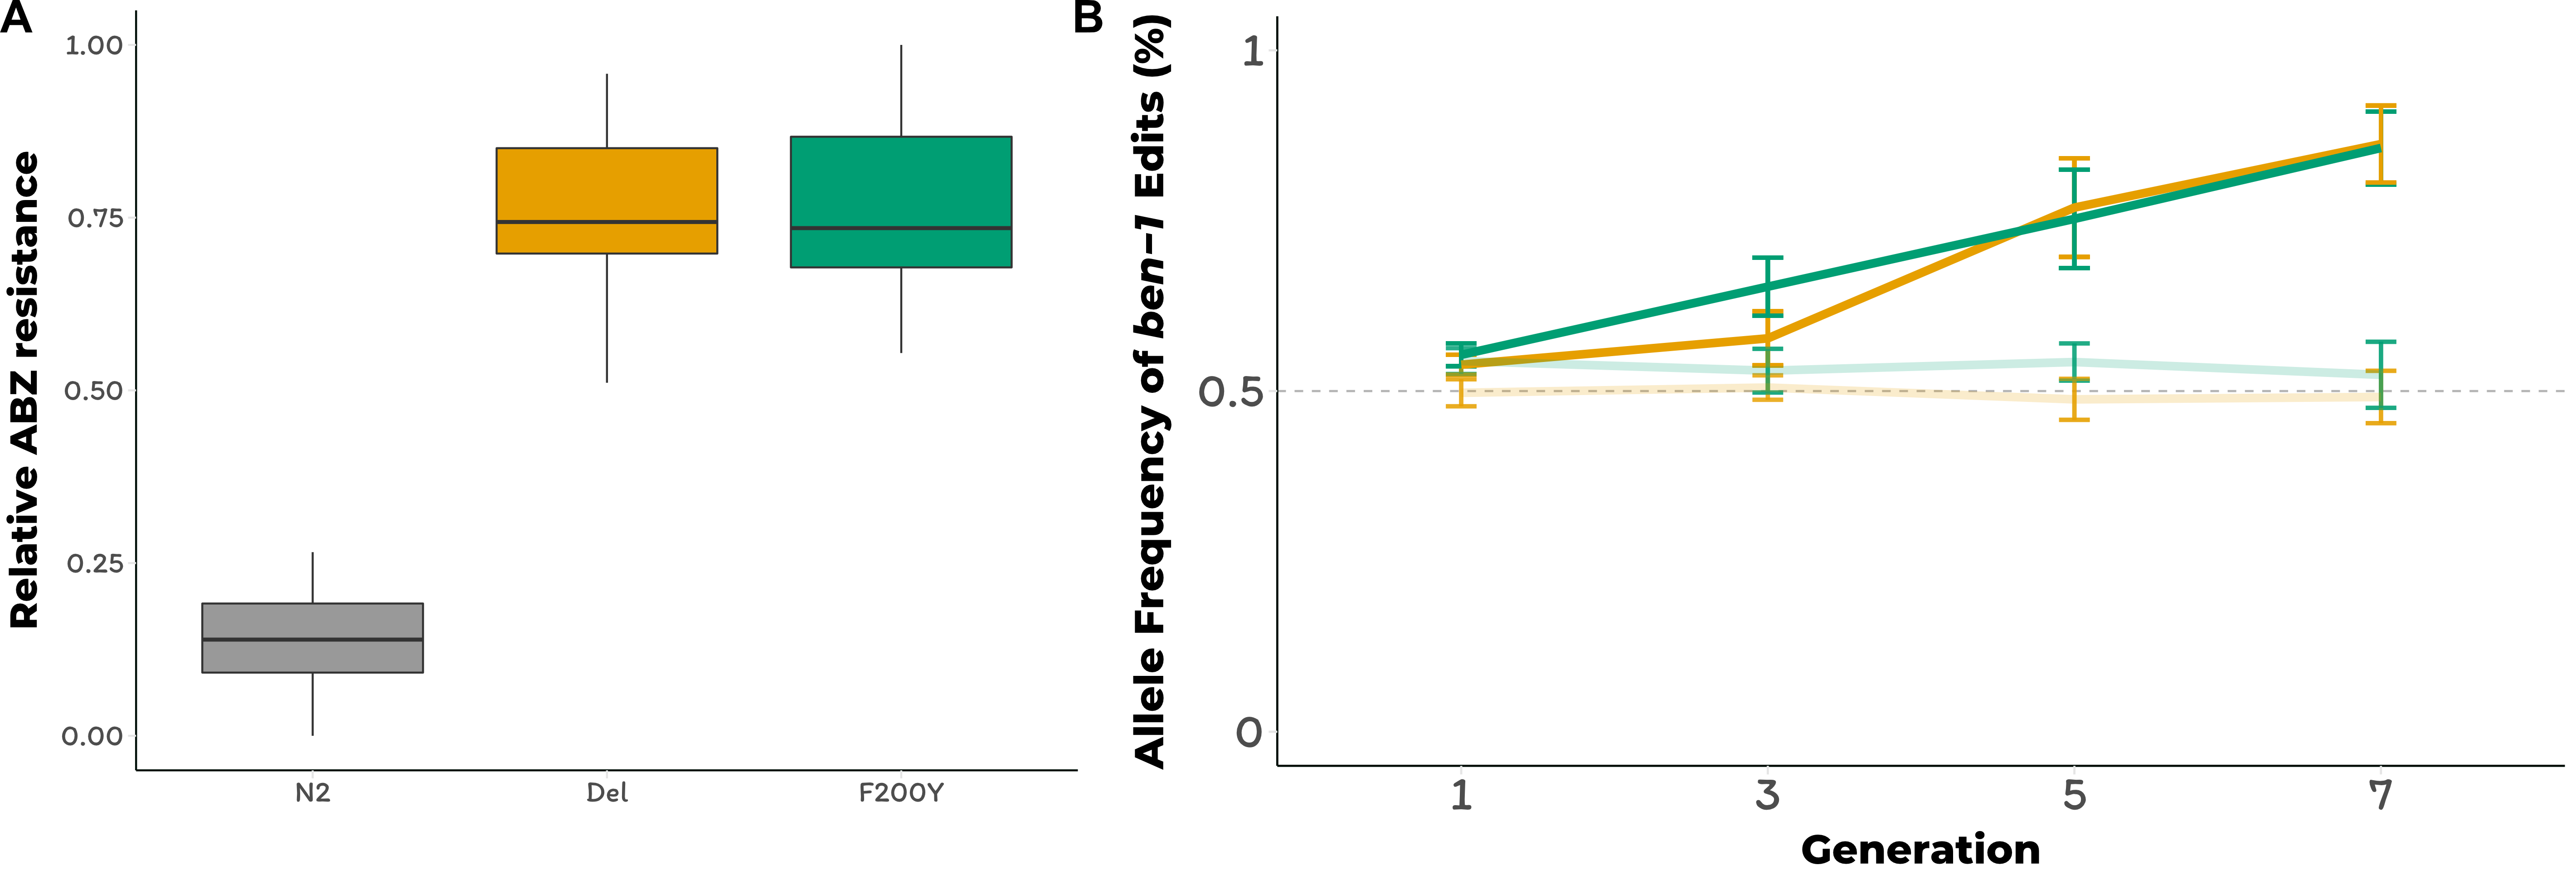 A
Relative ABZ resistance
1.00
0.75
0.50
0.25
0.00
N2
Del
F200Y
B
Allele Frequency of ben-1 Edits (%)
1
0.5
0
1
3
5
7
Generation